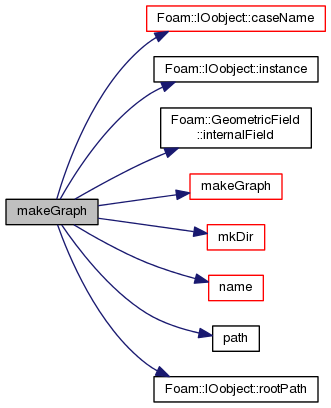 Foam::IOobject::caseName
Foam::IOobject::instance
Foam::GeometricField
::internalField
makeGraph
makeGraph
mkDir
name
path
Foam::IOobject::rootPath